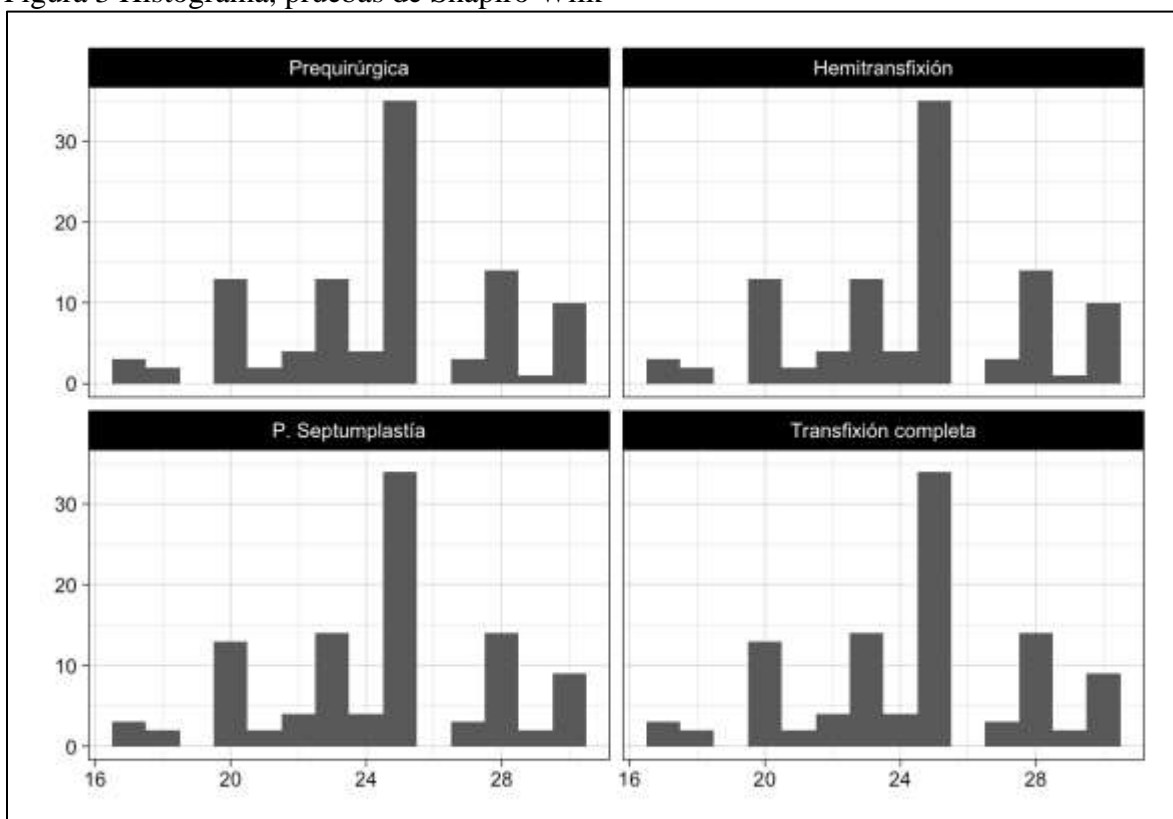 Figura 3 Histograma, pruebas de Shapiro-Wilk
Prequirúrgica
Hemitransfixión
30
20
10
0
P. Septumplastía
Transfixión completa
30
20
10
0
16 20 24 28 16 20 24 28